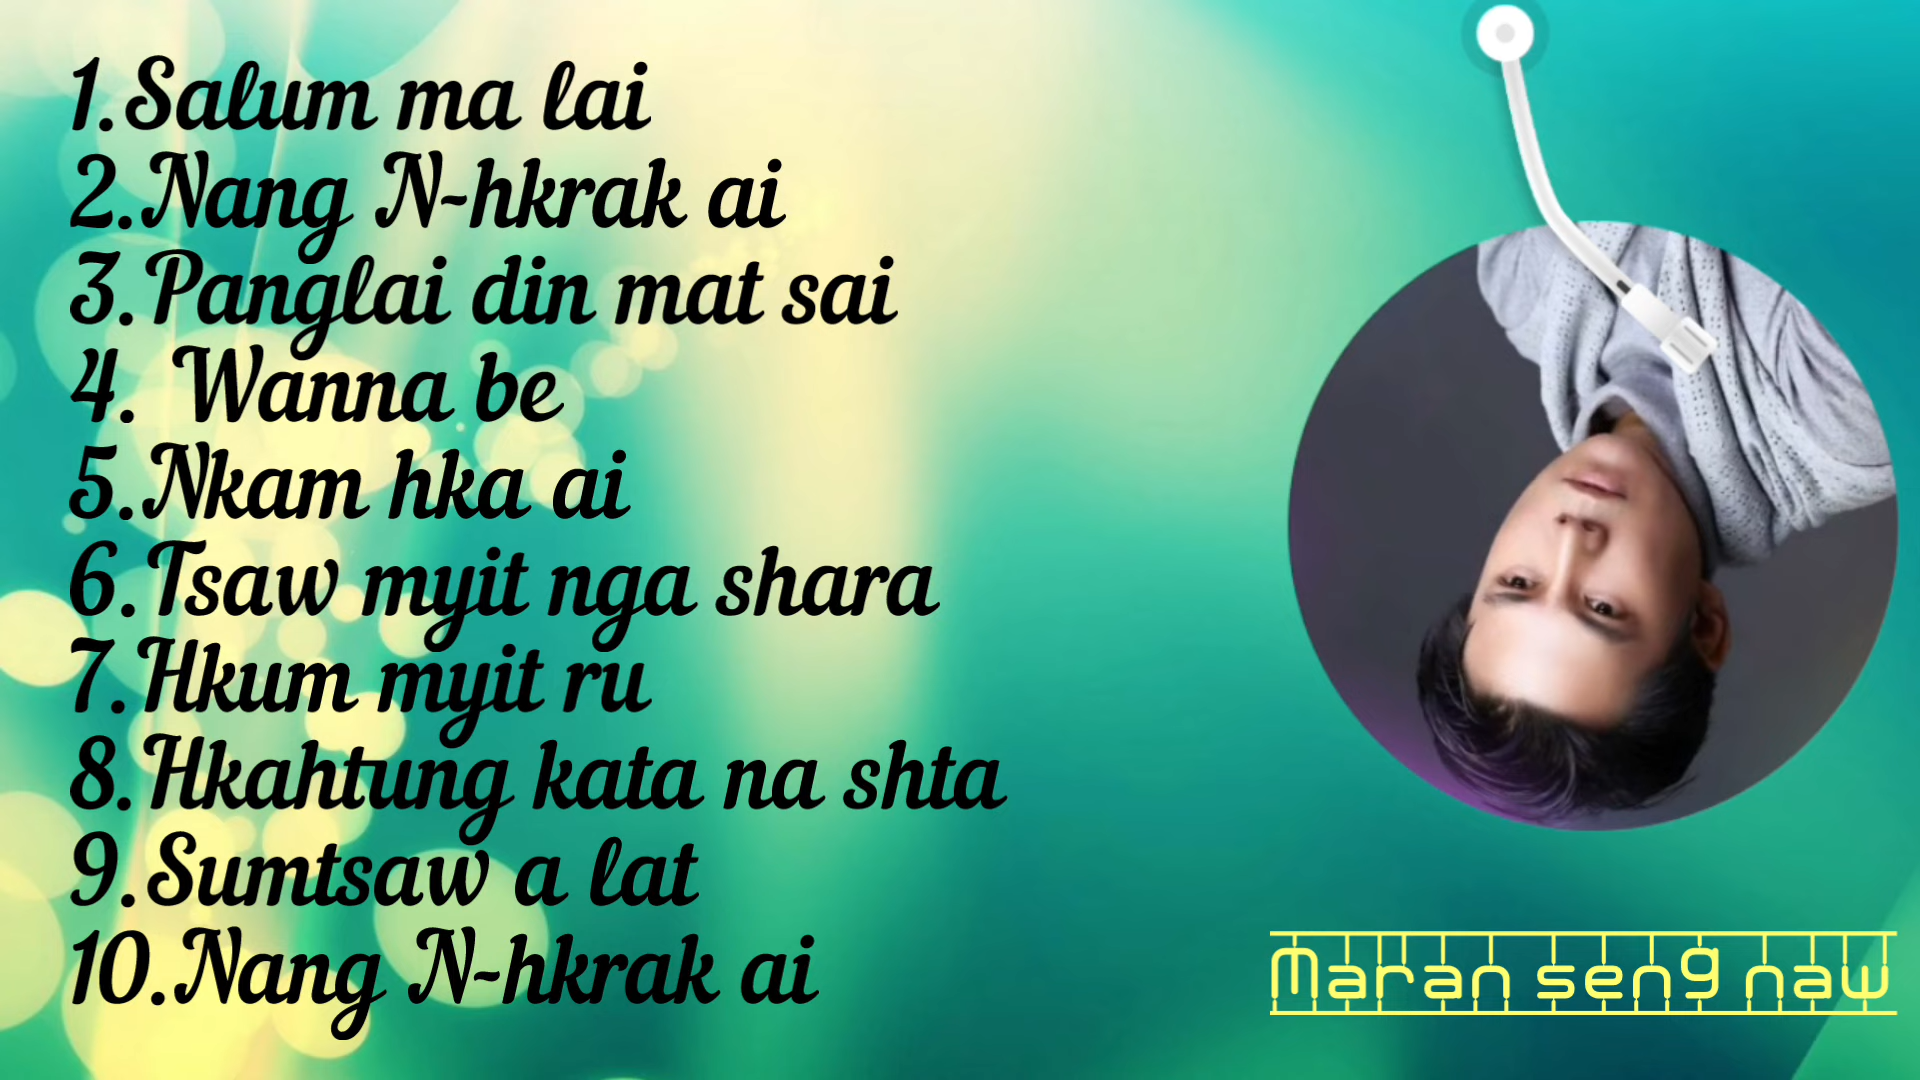 1.Salum ma lai
2.Nang N-hkrak ai
3.Panglai din mat sai
4. Wanna be
5.Nkam hka ai
6.Tsaw myit nga shara
7.Hkum myit ru
8.Hkahtung kata na shta
9.Sumtsaw a lat
10.Nang N-hkrak ai
Maran seng naw